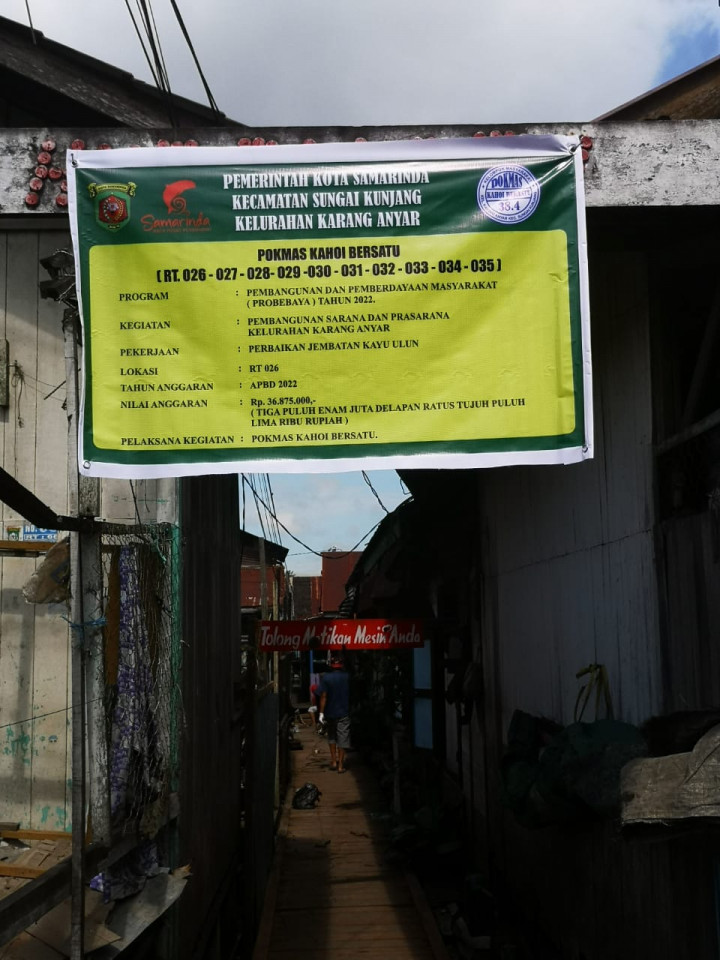 PEMERINTAH KOTA SAMARINDA
KECAMATAN SUNGAI KUNJANG
KELURAHAN KARANG ANYAR
Samarinda
POKMAS
KAHOI BERSATU
38.4
POKMAS KAHOI BERSATU
( RT. 026 - 027 - 028- 029 -030 - 031 - 032 - 033 - 034 - 035 )
PROGRAM : PEMBANGUNAN DAN PEMBERDAYAAN MASYARAKAT
( PROBEBAYA ) TAHUN 2022.
KEGIATAN : PEMBANGUNAN SARANA DAN PRASARANA
KELURAHAN KARANG ANYAR
PEKERJAAN : PERBAIKAN JEMBATAN KAYU ULUN
LOKASI : RT 026
TAHUN ANGGARAN : APBD 2022
NILAI ANGGARAN : Rp. 36.875.000,-
( TIGA PULUH ENAM JUTA DELAPAN RATUS TUJUH PULUH
LIMA RIBU RUPIAH )
PELAKSANA KEGIATAN : POKMAS KAHOI BERSATU.
Tolong Matikan Mesin Anda